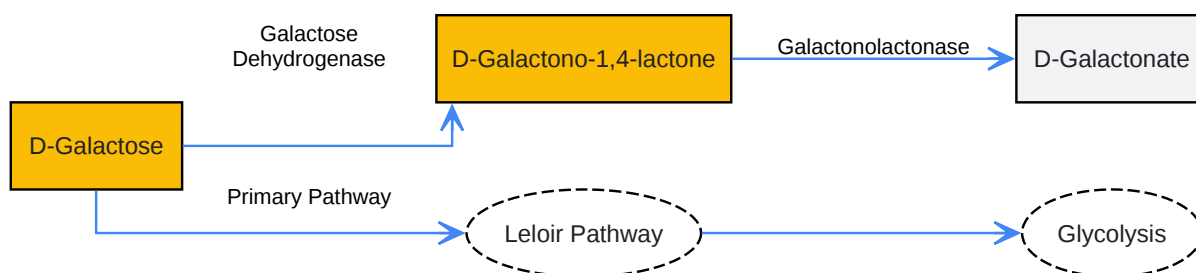 Galactose
Dehydrogenase
D-Galactono-1,4-lactone
Galactonolactonase
D-Galactonate
D-Galactose
Primary Pathway
Leloir Pathway
Glycolysis